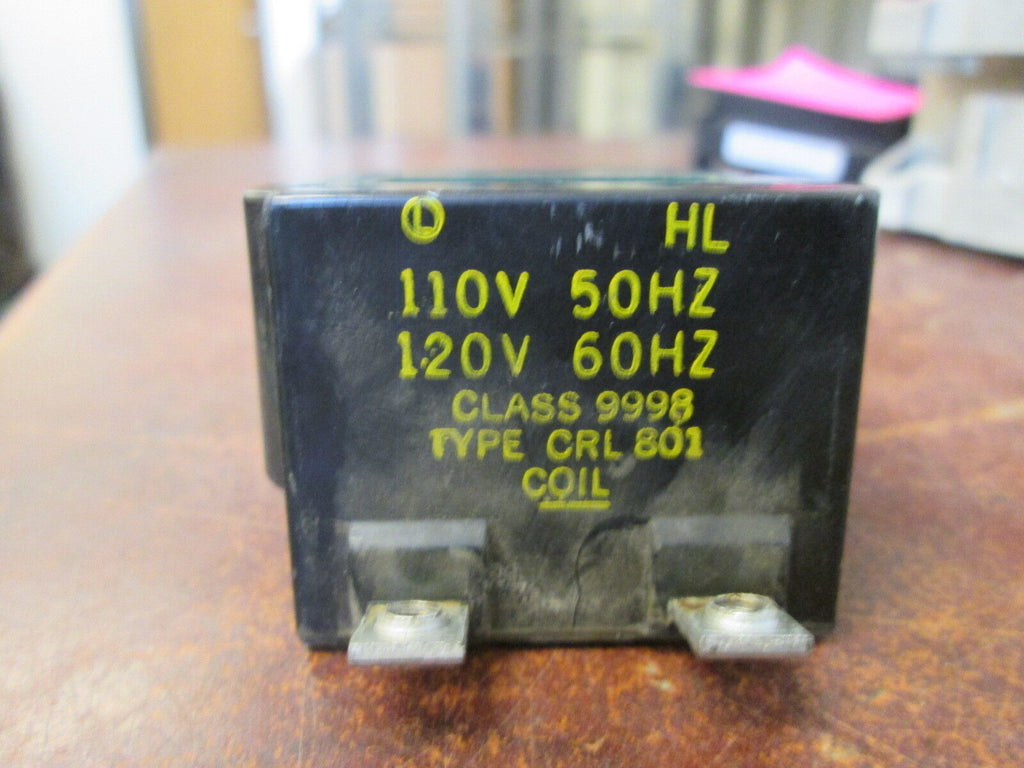 L HL
110V 50HZ
120V 60HZ
CLASS 9998
TYPE CRL 801
COIL